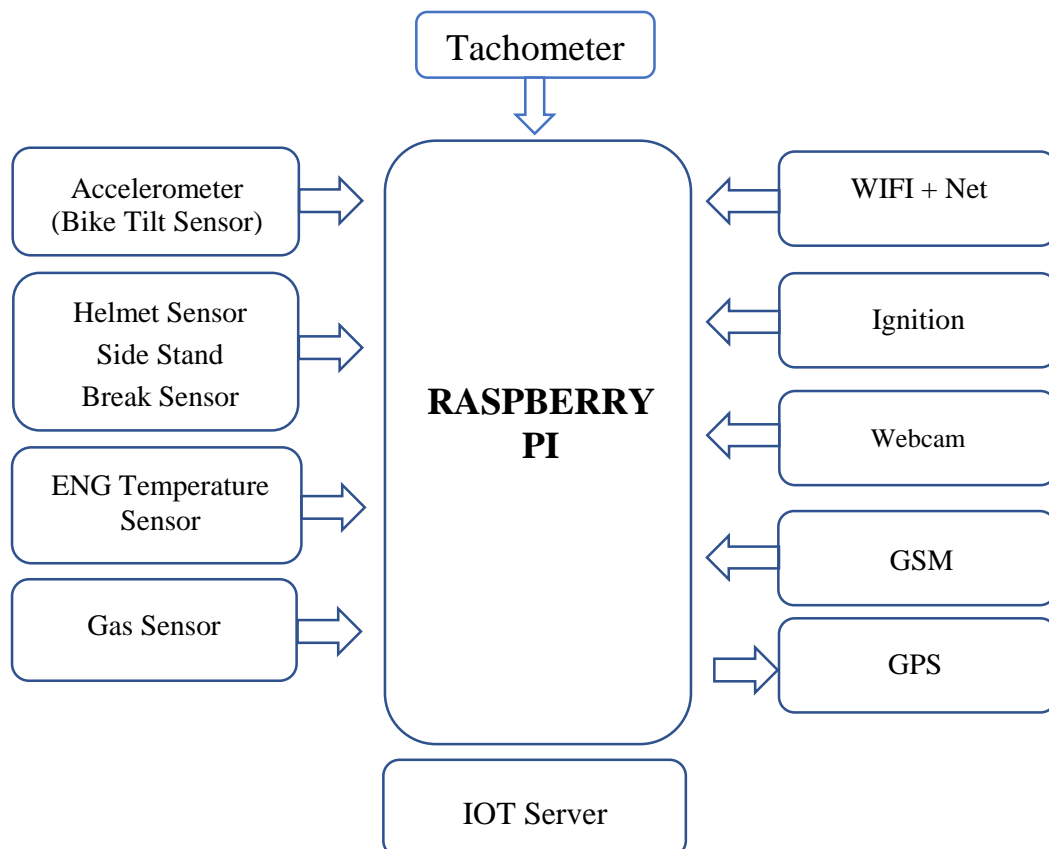 Tachometer
Accelerometer
(Bike Tilt Sensor)
Helmet Sensor
Side Stand
Break Sensor
ENG Temperature
Sensor
Gas Sensor
RASPBERRY
PI
WIFI + Net
Ignition
Webcam
GSM
GPS
IOT Server